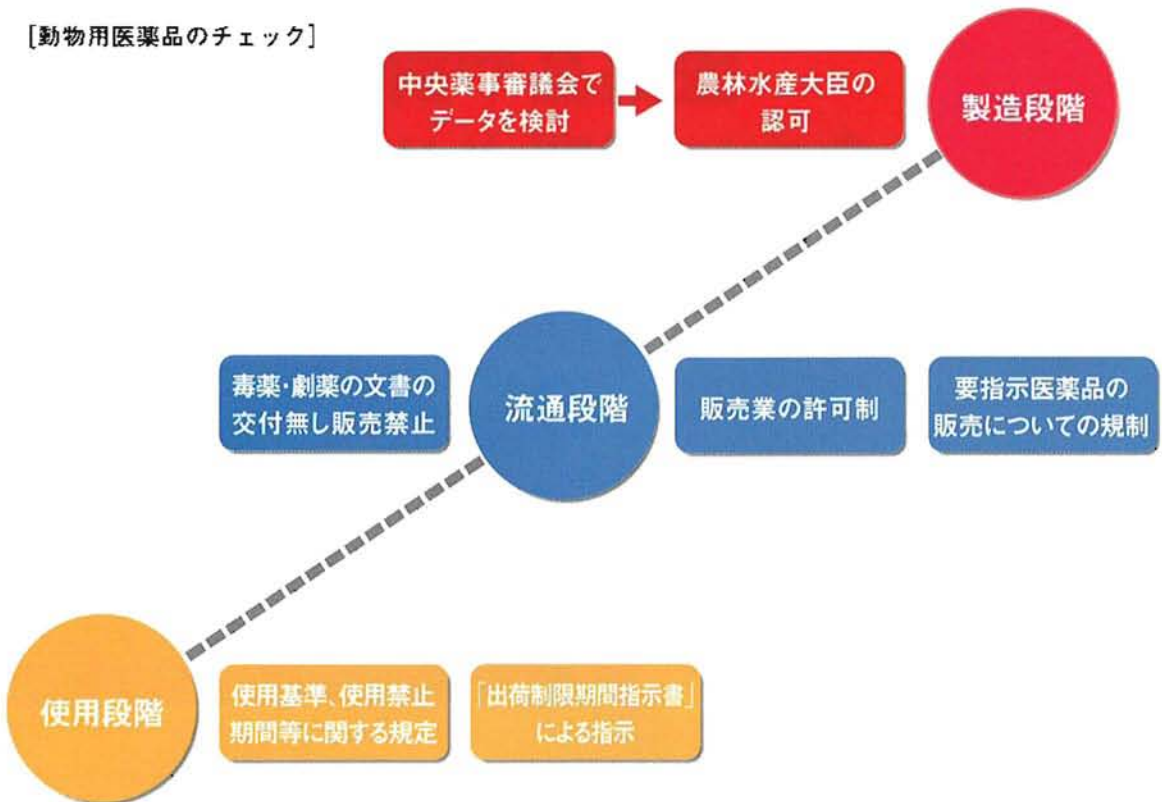 [動物用医薬品のチェック]
中央薬事審議会で
データを検討
農林水産大臣の
認可
製造段階
毒薬・劇薬の文書の
交付無し販売禁止
流通段階
販売業の許可制
要指示医薬品の
販売についての規制
使用段階
使用基準、使用禁止
期間等に関する規定
「出荷制限期間指示書」
による指示